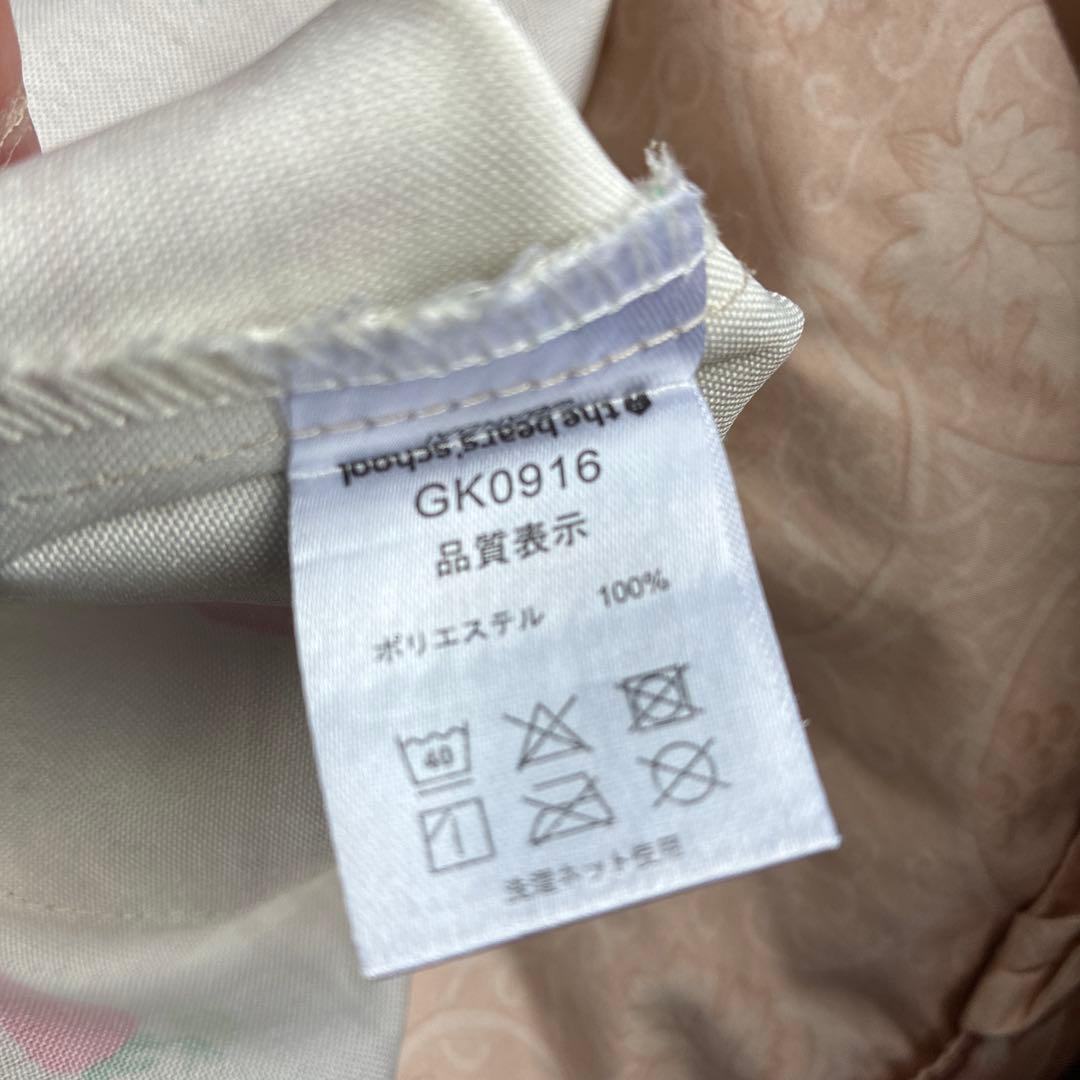 the bears'school
GK0916
品質表示
ポリエステル 100%
40
洗濯ネット使用